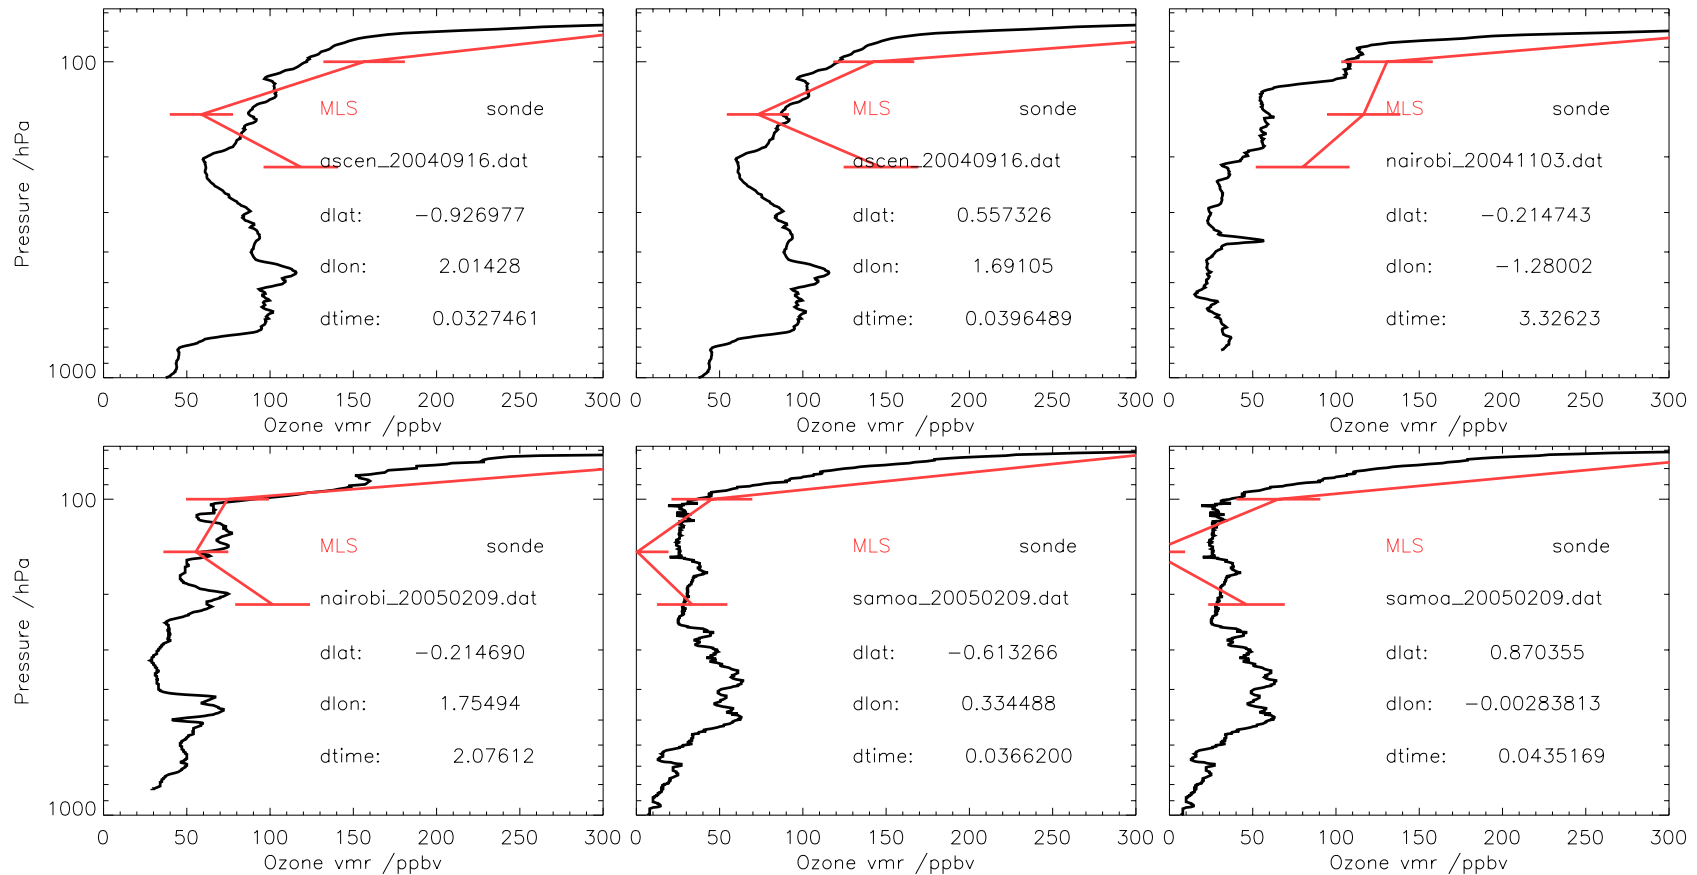 Pressure /hPa
100
1000
MLS sonde
ascen_20040916.dat
dlat: −0.926977
dlon: 2.01428
dtime: 0.0327461
0 50 100 150 200 250 300
Ozone vmr /ppbv
MLS sonde
ascen_20040916.dat
dlat: 0.557326
dlon: 1.69105
dtime: 0.0396489
0 50 100 150 200 250 300
Ozone vmr /ppbv
MLS sonde
nairobi_20041103.dat
dlat: −0.214743
dlon: −1.28002
dtime: 3.32623
0 50 100 150 200 250 300
Ozone vmr /ppbv
Pressure /hPa
100
1000
MLS sonde
nairobi_20050209.dat
dlat: −0.214690
dlon: 1.75494
dtime: 2.07612
0 50 100 150 200 250 300
Ozone vmr /ppbv
MLS sonde
samoa_20050209.dat
dlat: −0.613266
dlon: 0.334488
dtime: 0.0366200
0 50 100 150 200 250 300
Ozone vmr /ppbv
MLS sonde
samoa_20050209.dat
dlat: 0.870355
dlon: −0.00283813
dtime: 0.0435169
0 50 100 150 200 250 300
Ozone vmr /ppbv